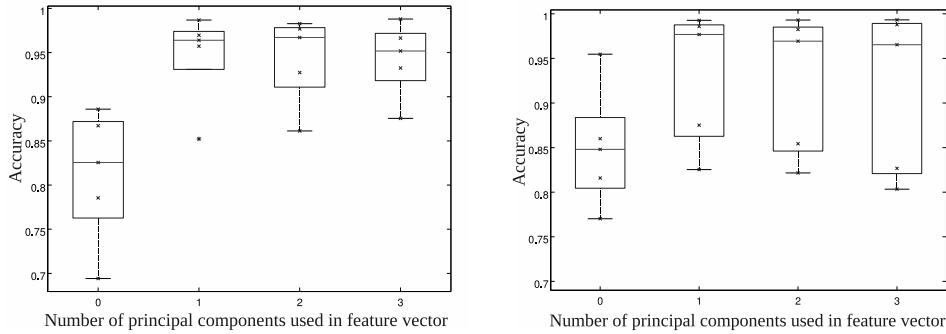 1
0.95
0.9
0.85
0.8
0.75
0.7
Accuracy
0 1 2 3
Number of principal components used in feature vector
1
0.95
0.9
0.85
0.8
0.75
0.7
Accuracy
0 1 2 3
Number of principal components used in feature vector